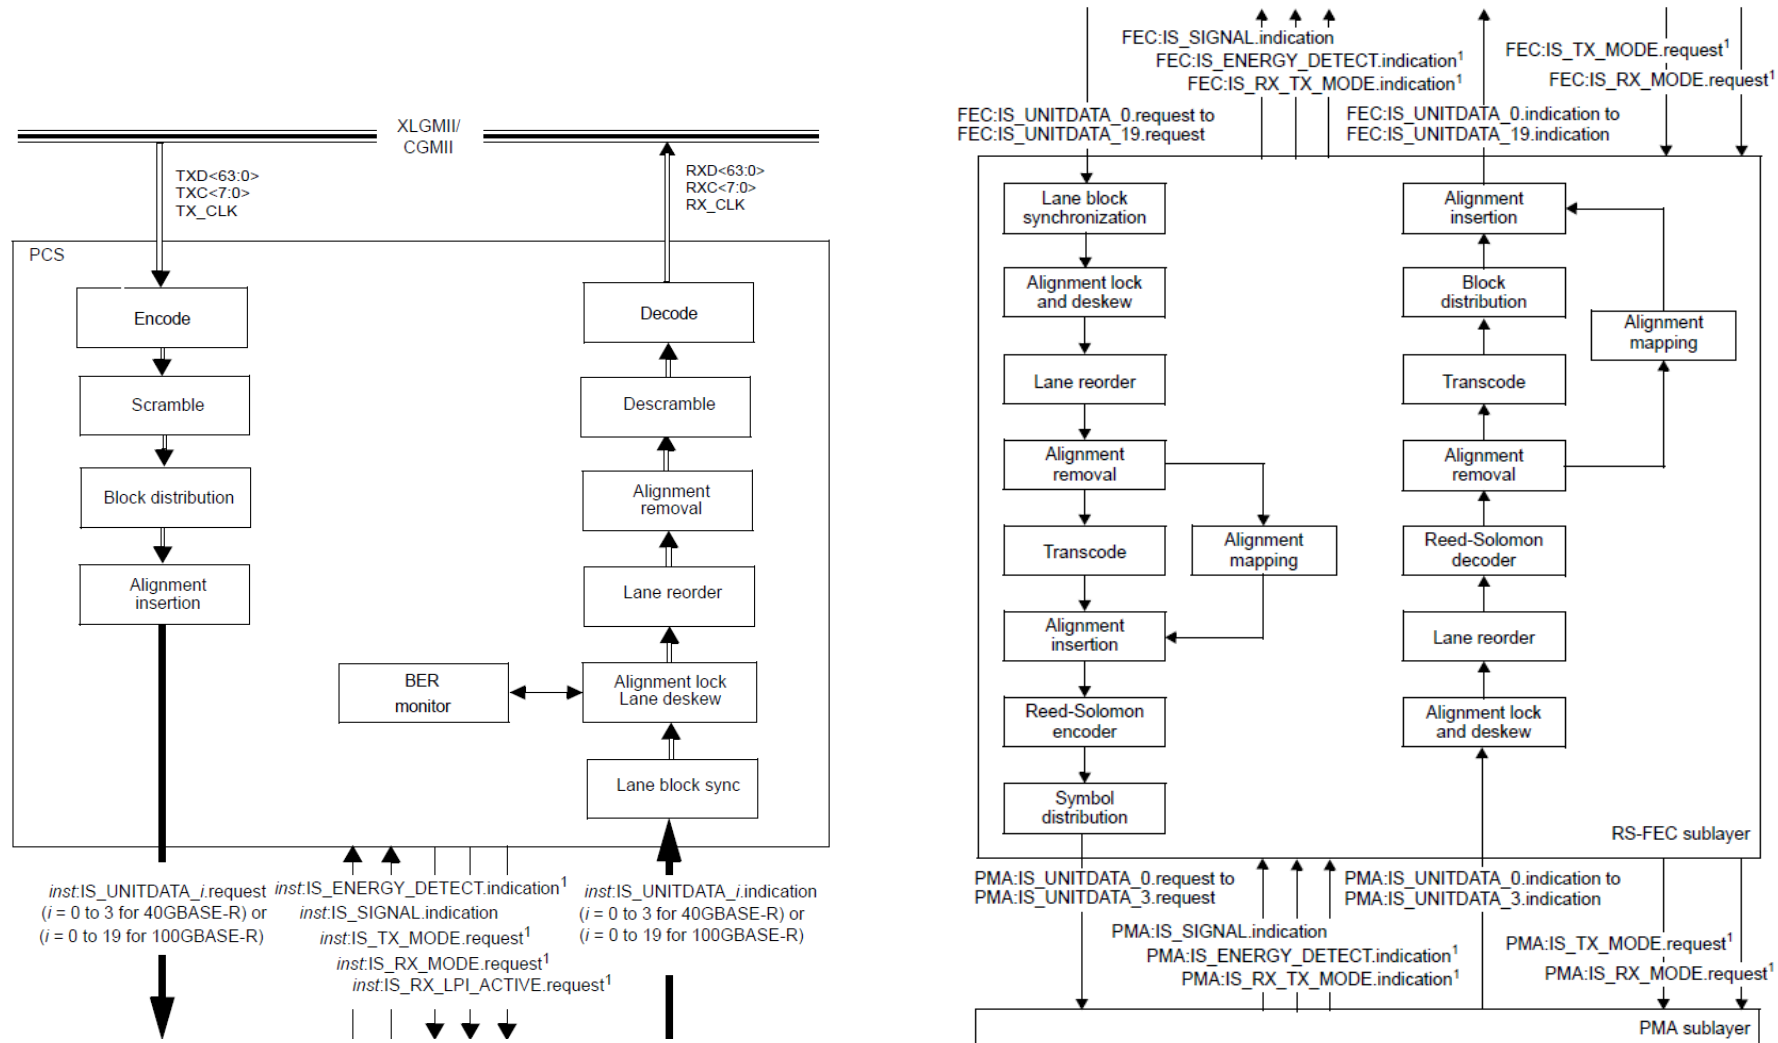 XLGMII/
CGMII
TXD<63:0>
TXC<7:0>
TX_CLK
RXD<63:0>
RXC<7:0>
RX_CLK
PCS
Encode
Scramble
Block distribution
Alignment
insertion
Decode
Descramble
Alignment
removal
Lane reorder
Alignment lock
Lane deskew
BER
monitor
Lane block sync
inst:IS_UNITDATA_i.request
(i = 0 to 3 for 40GBASE-R) or
(i = 0 to 19 for 100GBASE-R)
inst:IS_ENERGY_DETECT.indication1
inst:IS_SIGNAL.indication
inst:IS_TX_MODE.request1
inst:IS_RX_MODE.request1
inst:IS_RX_LPI_ACTIVE.request1
inst:IS_UNITDATA_i.indication
(i = 0 to 3 for 40GBASE-R) or
(i = 0 to 19 for 100GBASE-R)
FEC:IS_SIGNAL.indication
FEC:IS_ENERGY_DETECT.indication1
FEC:IS_RX_TX_MODE.indication1
FEC:IS_TX_MODE.request1
FEC:IS_RX_MODE.request1
FEC:IS_UNITDATA_0.request to
FEC:IS_UNITDATA_19.request
FEC:IS_UNITDATA_0.indication to
FEC:IS_UNITDATA_19.indication
Lane block
synchronization
Alignment lock
and deskew
Lane reorder
Alignment
removal
Transcode
Alignment
mapping
Alignment
insertion
Reed-Solomon
encoder
Symbol
distribution
Alignment
insertion
Block
distribution
Alignment
mapping
Transcode
Alignment
removal
Reed-Solomon
decoder
Lane reorder
Alignment lock
and deskew
RS-FEC sublayer
PMA:IS_UNITDATA_0.request to
PMA:IS_UNITDATA_3.request
PMA:IS_UNITDATA_0.indication to
PMA:IS_UNITDATA_3.indication
PMA:IS_SIGNAL.indication
PMA:IS_ENERGY_DETECT.indication1
PMA:IS_RX_TX_MODE.indication1
PMA:IS_TX_MODE.request1
PMA:IS_RX_MODE.request1
PMA sublayer